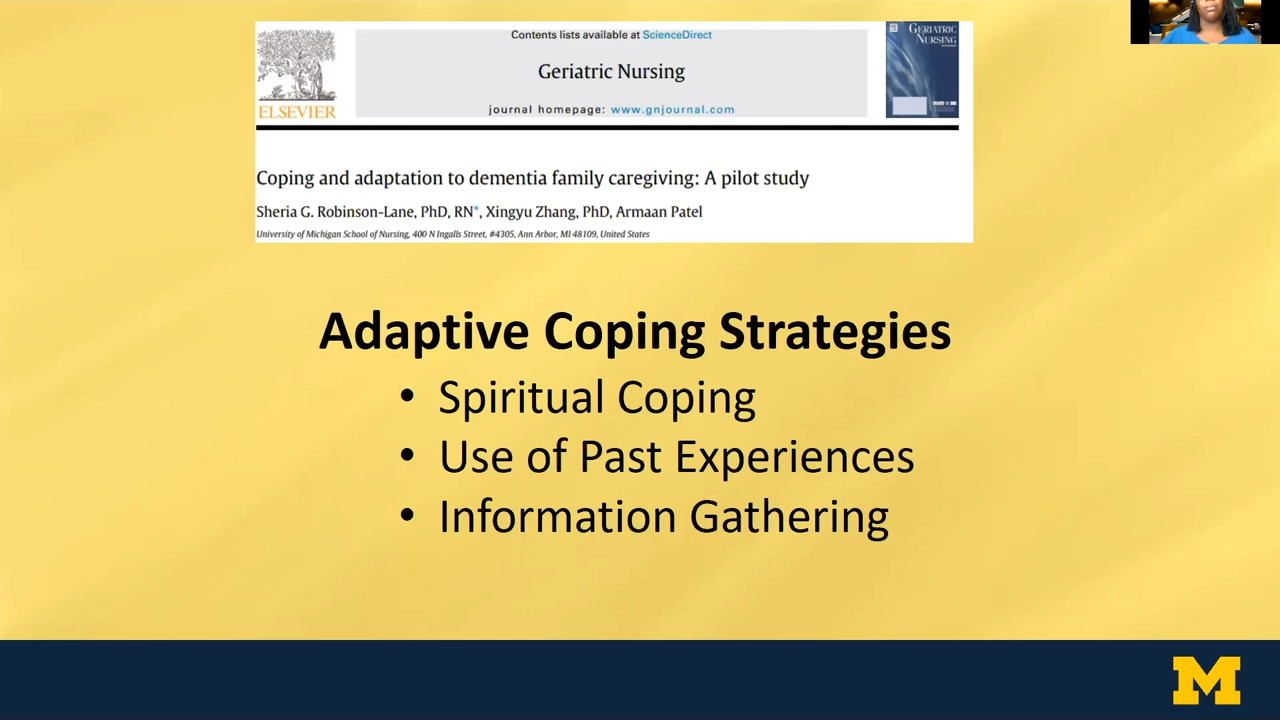 Contents lists available at ScienceDirect
Geriatric Nursing
journal homepage: www.gnjournal.com
ELSEVIER
GERIATRIC
NURSING
Coping and adaptation to dementia family caregiving: A pilot study
Sheria G. Robinson-Lane, PhD, RN*, Xingyu Zhang, PhD, Armaan Patel
University of Michigan School of Nursing, 400 N Ingalls Street, #4305, Ann Arbor, MI 48109, United States
Adaptive Coping Strategies
• Spiritual Coping
• Use of Past Experiences
• Information Gathering
M